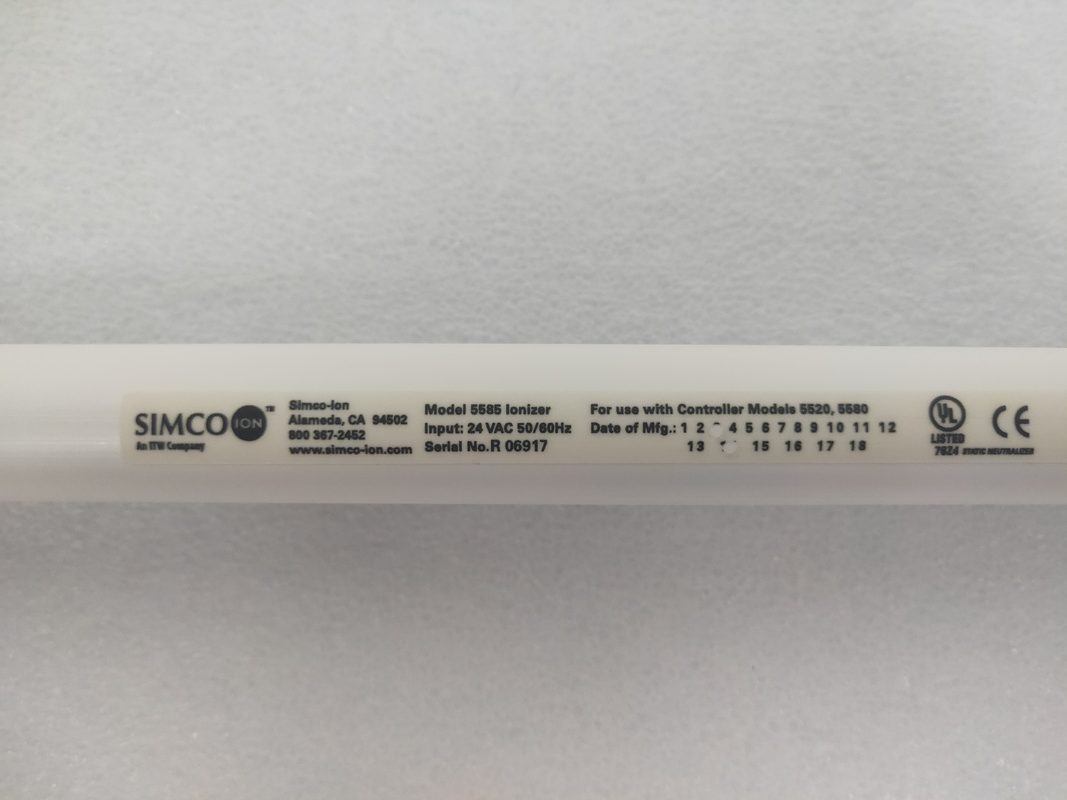 SIMCO ION™
An ITW Company
Simco-Ion
Alameda, CA 94502
800 367-2452
www.simco-ion.com
Model 5585 Ionizer
Input: 24 VAC 50/60Hz
Serial No.R 06917
For use with Controller Models 5520, 5580
Date of Mfg.: 1 2 4 5 6 7 8 9 10 11 12
13 15 16 17 18
UL
LISTED
7624 STATIC NEUTRALIZER
CE